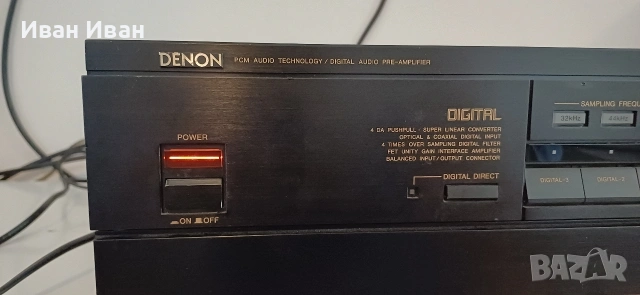 Иван Иван
DENON PCM AUDIO TECHNOLOGY / DIGITAL AUDIO PRE-AMPLIFIER
DIGITAL
4 DA PUSHPULL - SUPER LINEAR CONVERTER
OPTICAL & COAXIAL DIGITAL INPUT
4 TIMES OVER SAMPLING DIGITAL FILTER
FET UNITY GAIN INTERFACE AMPLIFIER
BALANCED INPUT/OUTPUT CONNECTOR
POWER
ON OFF
DIGITAL DIRECT
SAMPLING FREQU
32kHz 44kHz
DIGITAL-1 DIGITAL-2
BAZAR